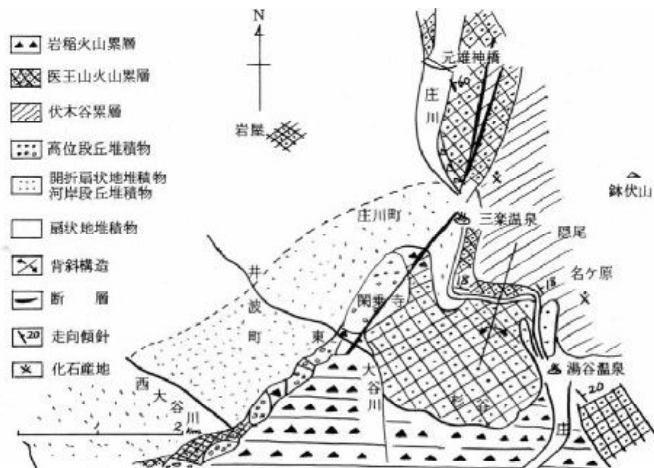 岩稲火山累層
医王山火山累層
伏木谷累層
高位段丘堆積物
開折扇状地堆積物
河岸段丘堆積物
扇状地堆積物
背斜構造
断層
20
走向傾斜
化石産地
N
岩屋
元雄神橋
60
庄川
鉢伏山
庄川町
三楽温泉
隠尾
名ケ原
18
18
井波町
閑乗寺
東大谷川
西大谷川
湯谷温泉
20
庄
2km